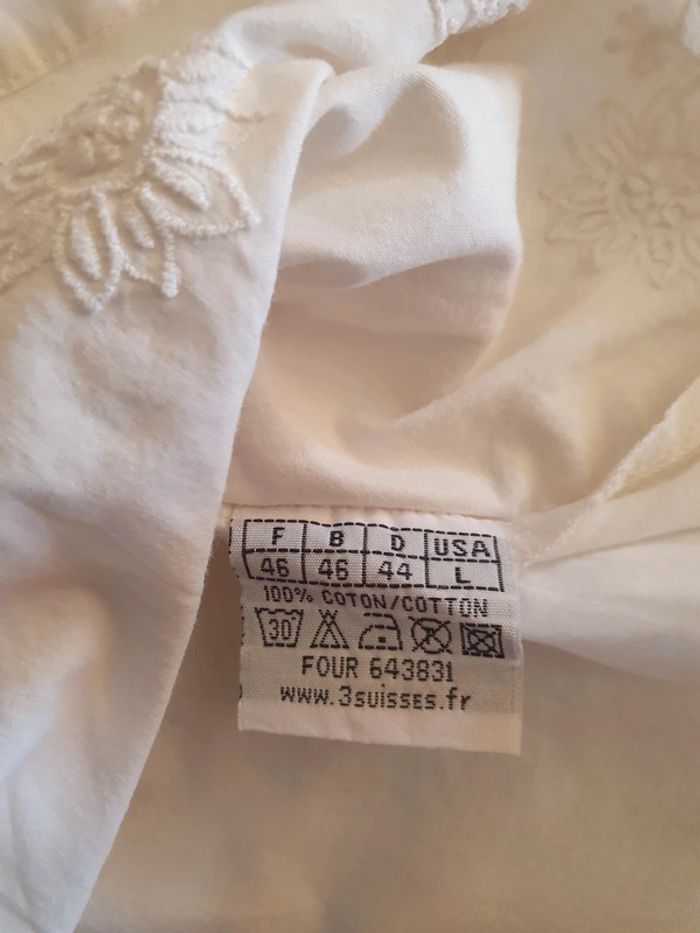 F B D USA
46 46 44 L
100% COTON/COTTON
30 P
FOUR 643831
www.3suisses.fr